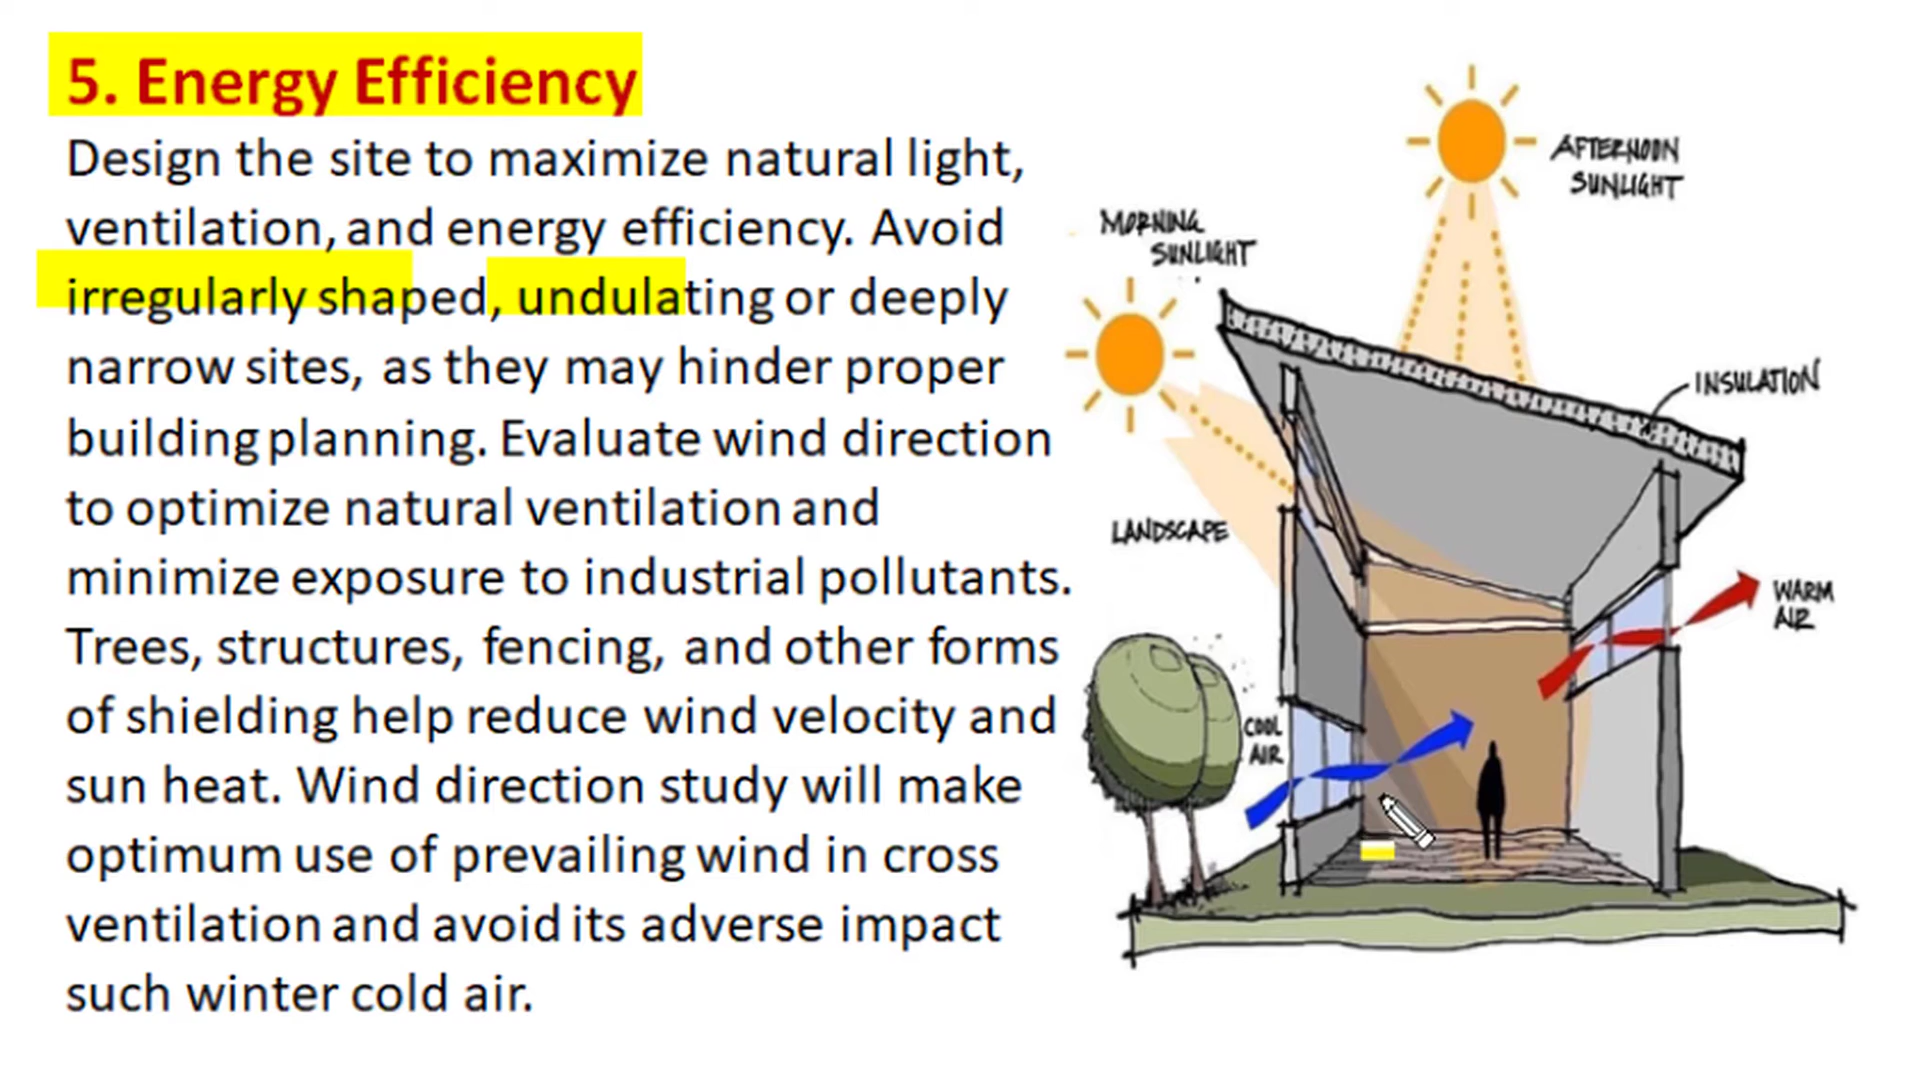 5. Energy Efficiency
Design the site to maximize natural light,
ventilation, and energy efficiency. Avoid
irregularly shaped, undulating or deeply
narrow sites, as they may hinder proper
building planning. Evaluate wind direction
to optimize natural ventilation and
minimize exposure to industrial pollutants.
Trees, structures, fencing, and other forms
of shielding help reduce wind velocity and
sun heat. Wind direction study will make
optimum use of prevailing wind in cross
ventilation and avoid its adverse impact
such winter cold air.
AFTERNOON
SUNLIGHT
MORNING
SUNLIGHT
INSULATION
LANDSCAPE
WARM
AIR
COOL
AIR